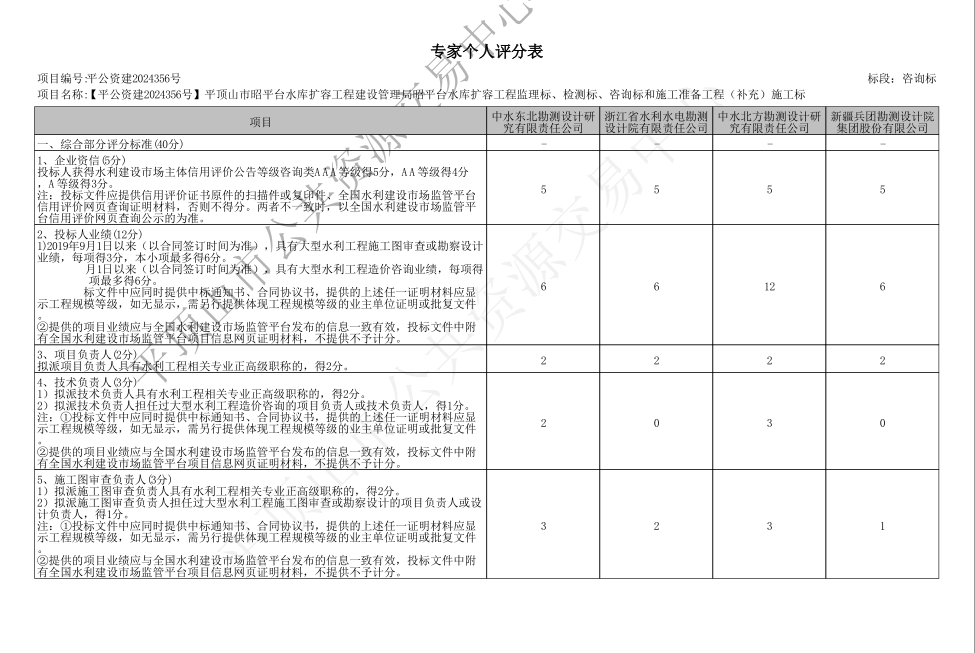 专家个人评分表
项目编号:平公资建2024356号
标段：咨询标
项目名称:【平公资建2024356号】平顶山市昭平台水库扩容工程建设管理局昭平台水库扩容工程监理标、检测标、咨询标和施工准备工程（补充）施工标
项目
中水东北勘测设计研
究有限责任公司
浙江省水利水电勘测
设计院有限责任公司
中水北方勘测设计研
究有限责任公司
新疆兵团勘测设计院
集团股份有限公司
一、综合部分评分标准(40分)
-
-
-
-
1、企业资信(5分)
投标人获得水利建设市场主体信用评价公告等级咨询类AAA等级得5分，AA等级得4分
，A等级得3分。
注：投标文件应提供信用评价证书原件的扫描件或复印件、全国水利建设市场监管平台
信用评价网页查询证明材料，否则不得分。两者不一致时，以全国水利建设市场监管平
台信用评价网页查询公示的为准。
5
5
5
5
2、投标人业绩(12分)
1)2019年9月1日以来（以合同签订时间为准），具有大型水利工程施工图审查或勘察设计
业绩，每项得3分，本小项最多得6分。
月1日以来（以合同签订时间为准），具有大型水利工程造价咨询业绩，每项得
项最多得6分。
标文件中应同时提供中标通知书、合同协议书，提供的上述任一证明材料应显
示工程规模等级，如无显示，需另行提供体现工程规模等级的业主单位证明或批复文件
。
②提供的项目业绩应与全国水利建设市场监管平台发布的信息一致有效，投标文件中附
有全国水利建设市场监管平台项目信息网页证明材料，不提供不予计分。
6
6
12
6
3、项目负责人(2分)
拟派项目负责人具有水利工程相关专业正高级职称的，得2分。
2
2
2
2
4、技术负责人(3分)
1）拟派技术负责人具有水利工程相关专业正高级职称的，得2分。
2）拟派技术负责人担任过大型水利工程造价咨询的项目负责人或技术负责人，得1分。
注：①投标文件中应同时提供中标通知书、合同协议书，提供的上述任一证明材料应显
示工程规模等级，如无显示，需另行提供体现工程规模等级的业主单位证明或批复文件
。
②提供的项目业绩应与全国水利建设市场监管平台发布的信息一致有效，投标文件中附
有全国水利建设市场监管平台项目信息网页证明材料，不提供不予计分。
2
0
3
0
5、施工图审查负责人(3分)
1）拟派施工图审查负责人具有水利工程相关专业正高级职称的，得2分。
2）拟派施工图审查负责人担任过大型水利工程施工图审查或勘察设计的项目负责人或设
计负责人，得1分。
注：①投标文件中应同时提供中标通知书、合同协议书，提供的上述任一证明材料应显
示工程规模等级，如无显示，需另行提供体现工程规模等级的业主单位证明或批复文件
。
②提供的项目业绩应与全国水利建设市场监管平台发布的信息一致有效，投标文件中附
有全国水利建设市场监管平台项目信息网页证明材料，不提供不予计分。
3
2
3
1
平顶山市公共资源交易中心
平顶山市公共资源交易中